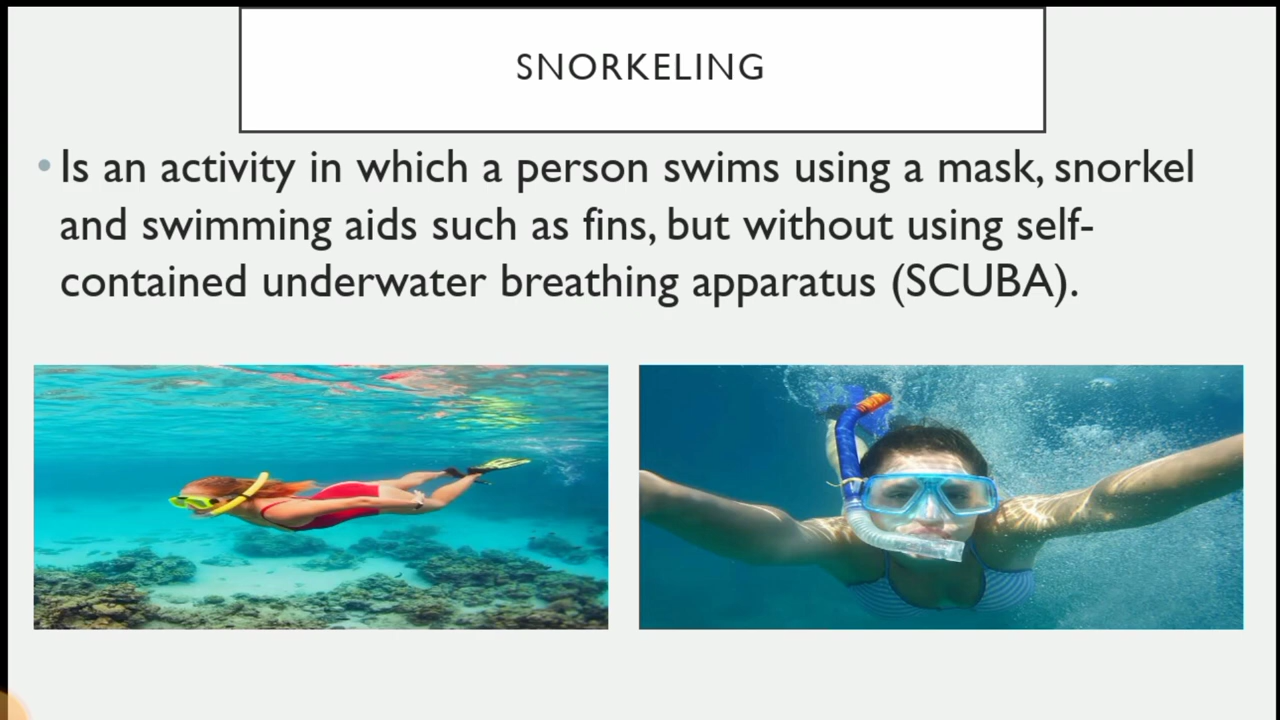 SNORKELING
• Is an activity in which a person swims using a mask, snorkel
and swimming aids such as fins, but without using self-
contained underwater breathing apparatus (SCUBA).